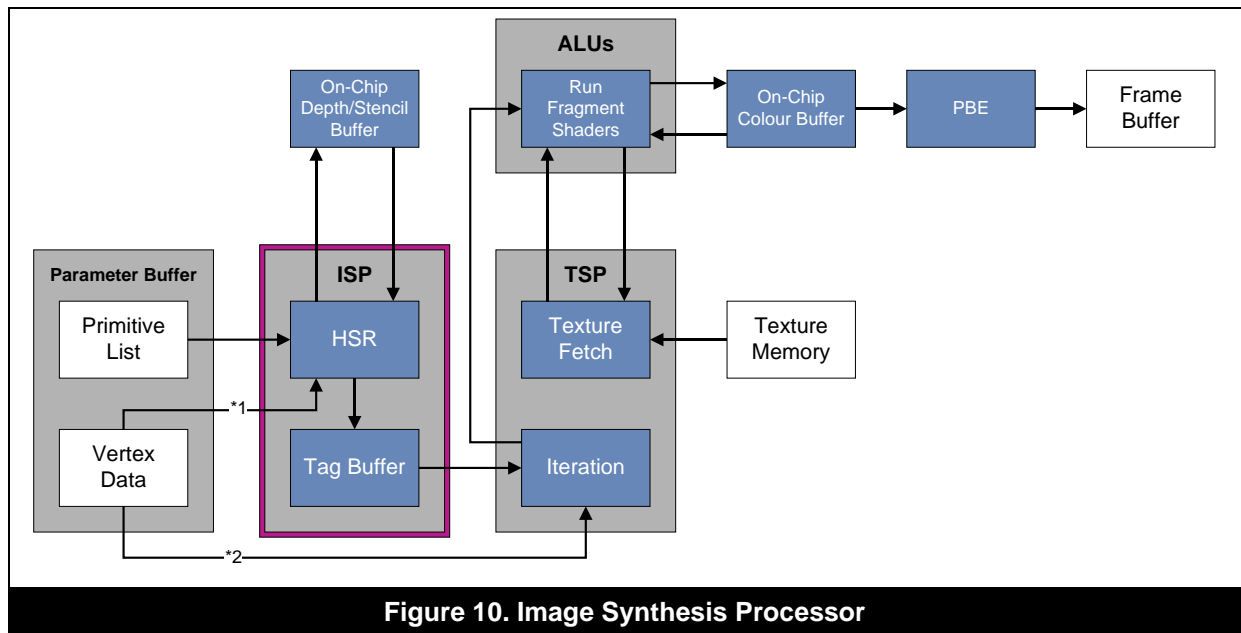 ALUs
On-Chip
Depth/Stencil
Buffer
Run
Fragment
Shaders
On-Chip
Colour Buffer
PBE
Frame
Buffer
Parameter Buffer
ISP
TSP
Primitive
List
HSR
Texture
Fetch
Texture
Memory
*1
Vertex
Data
Tag Buffer
Iteration
*2
Figure 10. Image Synthesis Processor